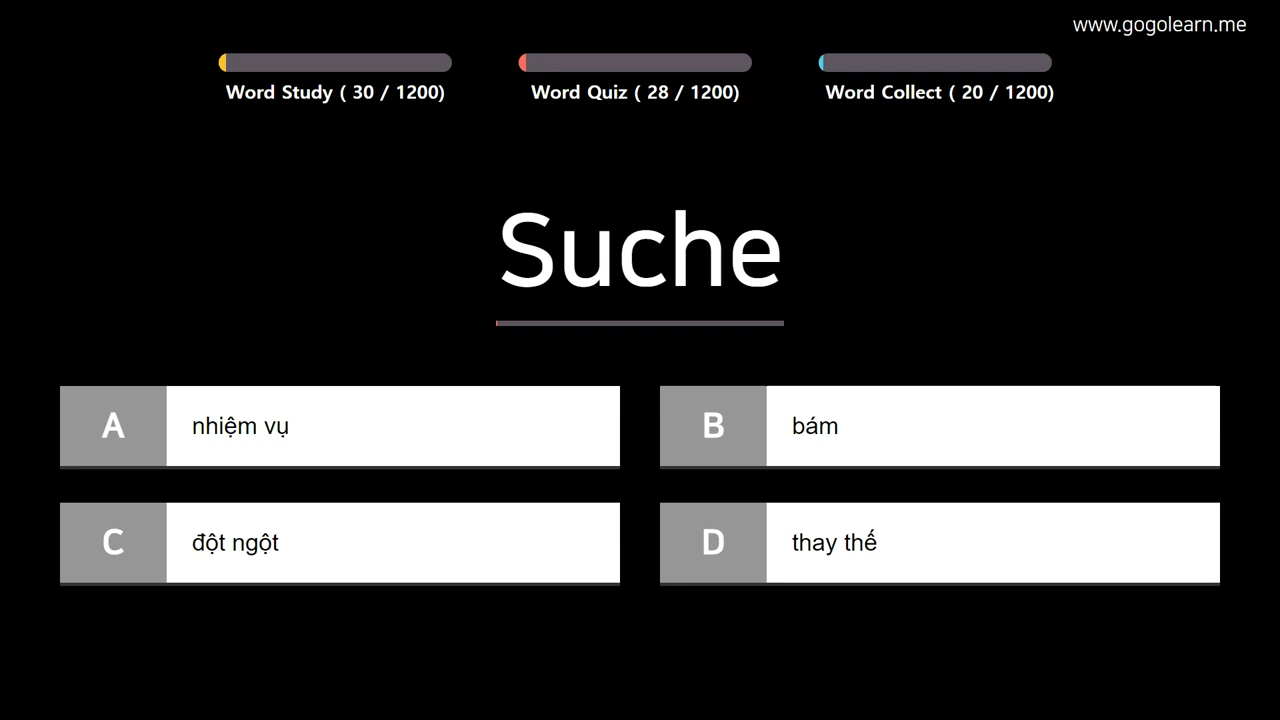 www.gogolearn.me
Word Study ( 30 / 1200)
Word Quiz ( 28 / 1200)
Word Collect ( 20 / 1200)
Suche
A nhiệm vụ
B bám
C đột ngột
D thay thế